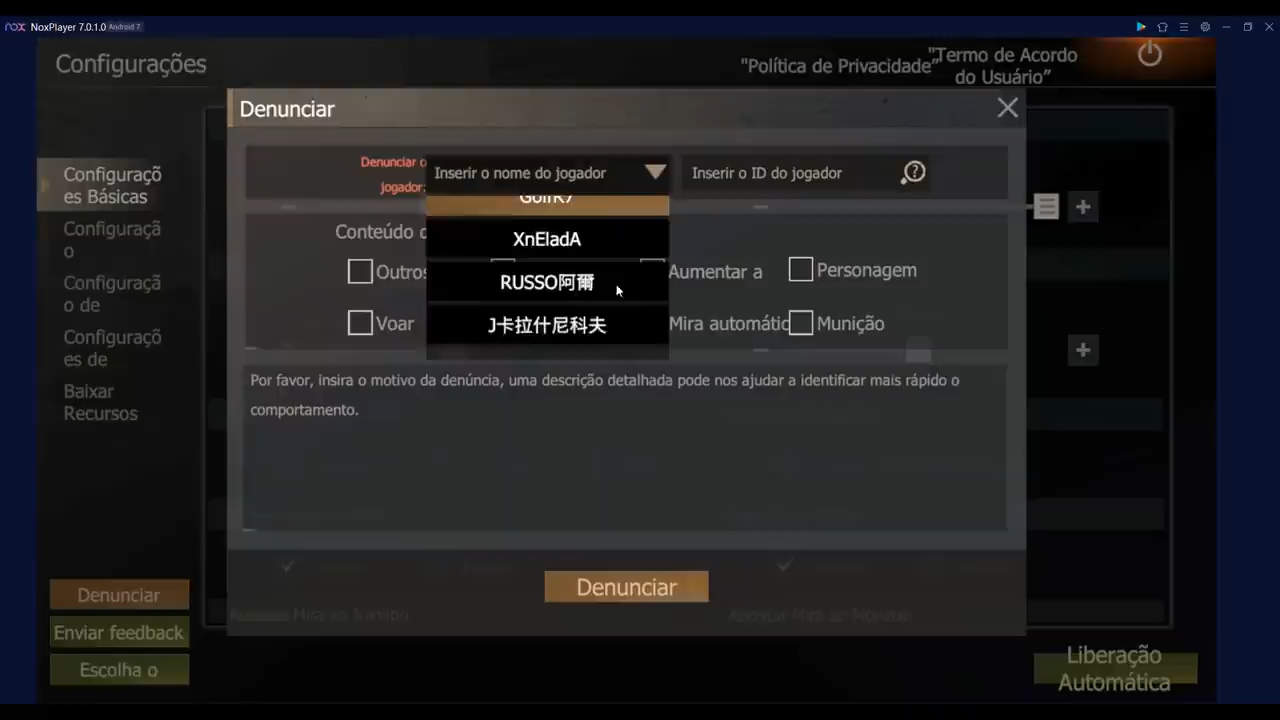 NoxPlayer 7.0.1.0 Android 7
Configurações
"Política de Privacidade"
"Termo de Acordo
do Usuário"
Denunciar
Configuraçõ
es Básicas
Configuraçã
o
Configuraçã
o de
Configuraçõ
es de
Baixar
Recursos
Denunciar o
jogador:
Inserir o nome do jogador
Inserir o ID do jogador
XnEladA
RUSSO阿爾
J卡拉什尼科夫
Conteúdo d
Outros
Aumentar a
Personagem
Voar
Mira automátic
Munição
Por favor, insira o motivo da denúncia, uma descrição detalhada pode nos ajudar a identificar mais rápido o
comportamento.
Denunciar
Denunciar
Enviar feedback
Escolha o
Liberação
Automática